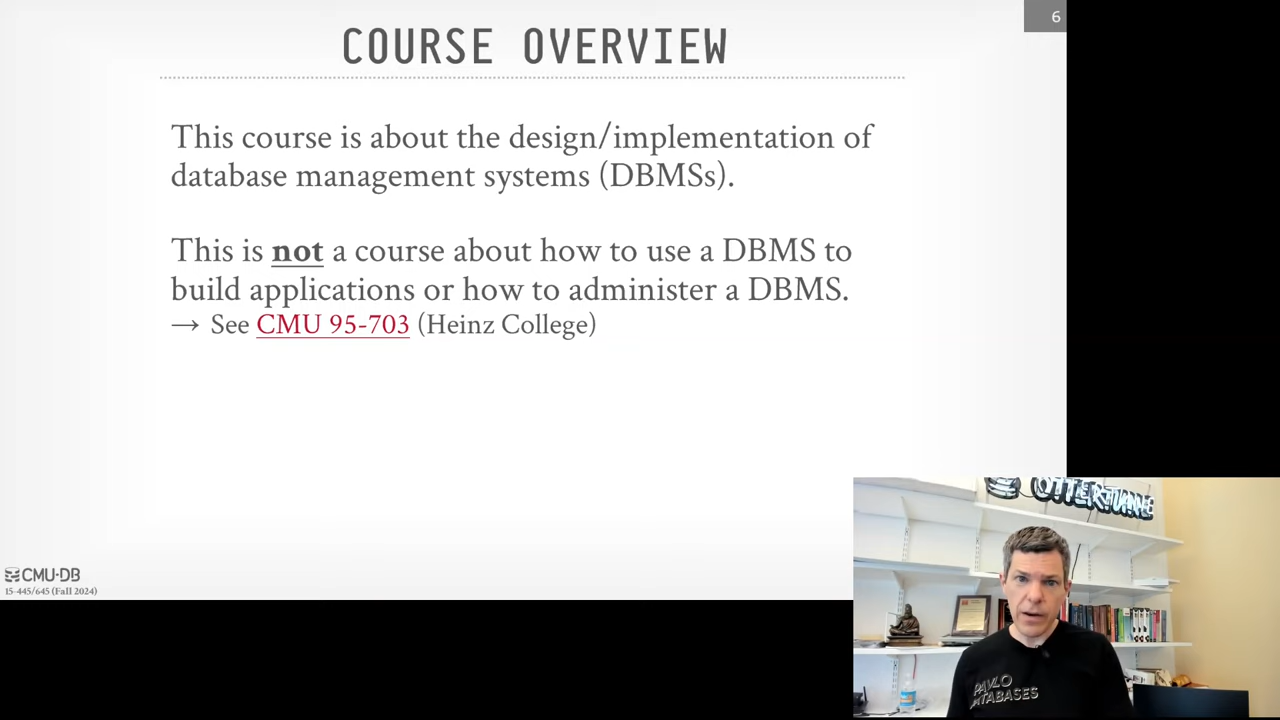 6
COURSE OVERVIEW
This course is about the design/implementation of
database management systems (DBMSs).
This is not a course about how to use a DBMS to
build applications or how to administer a DBMS.
→ See CMU 95-703 (Heinz College)
CMU·DB
15-445/645 (Fall 2024)
OTTERTUNE
PAVLO
DATABASES